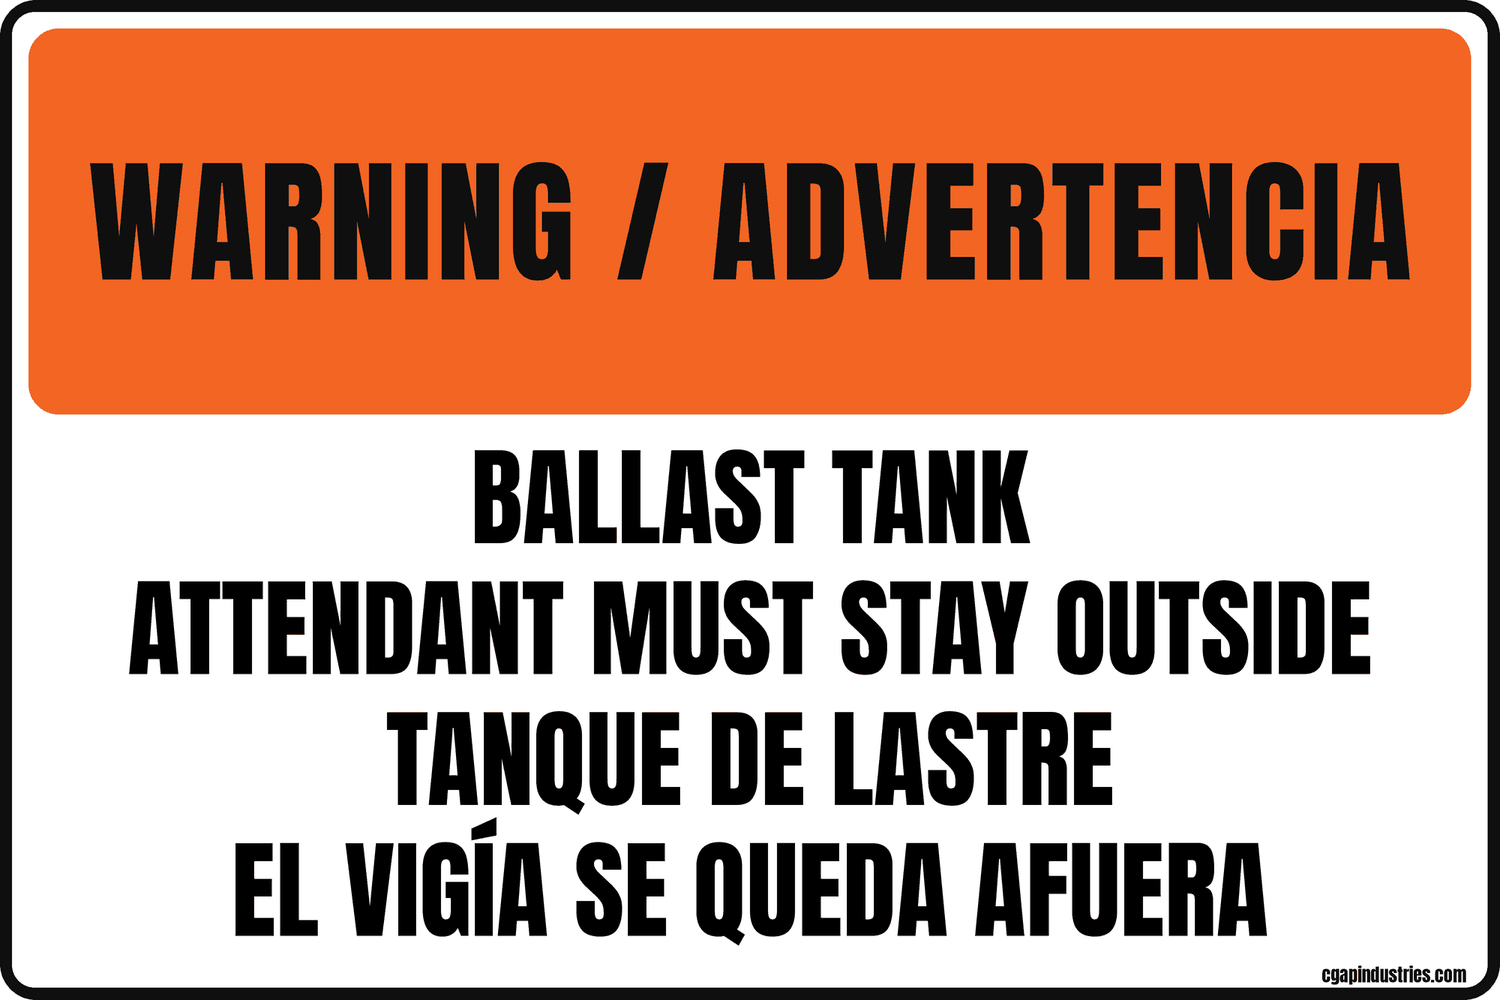 WARNING / ADVERTENCIA
BALLAST TANK
ATTENDANT MUST STAY OUTSIDE
TANQUE DE LASTRE
EL VIGÍA SE QUEDA AFUERA
cgapindustries.com